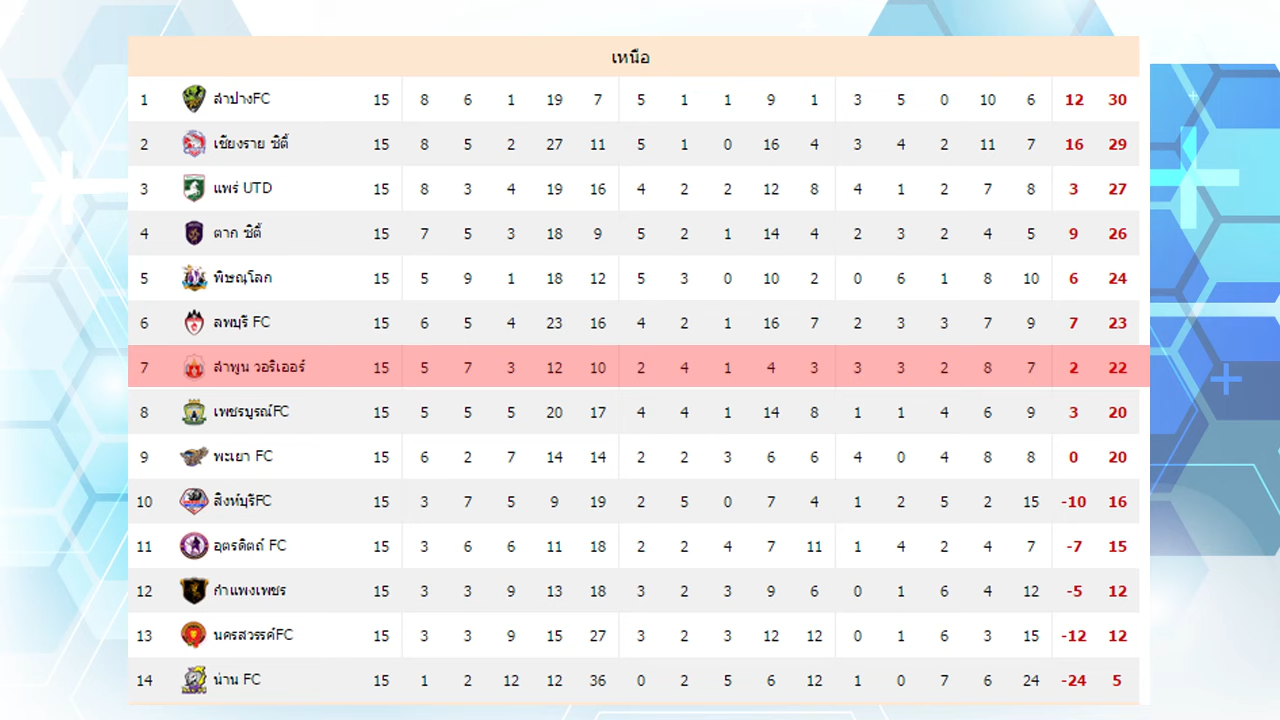 เหนือ
1 ลำปางFC 15 8 6 1 19 7 5 1 1 9 1 3 5 0 10 6 12 30
2 เชียงราย ซิตี้ 15 8 5 2 27 11 5 1 0 16 4 3 4 2 11 7 16 29
3 แพร่ UTD 15 8 3 4 19 16 4 2 2 12 8 4 1 2 7 8 3 27
4 ตาก ซิตี้ 15 7 5 3 18 9 5 2 1 14 4 2 3 2 4 5 9 26
5 พิษณุโลก 15 5 9 1 18 12 5 3 0 10 2 0 6 1 8 10 6 24
6 ลพบุรี FC 15 6 5 4 23 16 4 2 1 16 7 2 3 3 7 9 7 23
7 ลำพูน วอริเออร์ 15 5 7 3 12 10 2 4 1 4 3 3 3 2 8 7 2 22
8 เพชรบูรณ์FC 15 5 5 5 20 17 4 4 1 14 8 1 1 4 6 9 3 20
9 พะเยา FC 15 6 2 7 14 14 2 2 3 6 6 4 0 4 8 8 0 20
10 สิงห์บุรีFC 15 3 7 5 9 19 2 5 0 7 4 1 2 5 2 15 -10 16
11 อุตรดิตถ์ FC 15 3 6 6 11 18 2 2 4 7 11 1 4 2 4 7 -7 15
12 กำแพงเพชร 15 3 3 9 13 18 3 2 3 9 6 0 1 6 4 12 -5 12
13 นครสวรรค์FC 15 3 3 9 15 27 3 2 3 12 12 0 1 6 3 15 -12 12
14 น่าน FC 15 1 2 12 12 36 0 2 5 6 12 1 0 7 6 24 -24 5